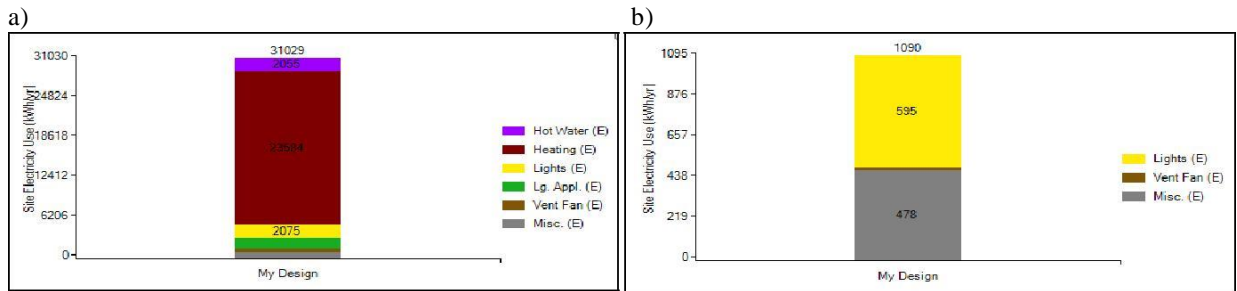 a)
31029
31030
2055
24824
18618
12412
6206
2075
0
Site Electricity Use (kWh/yr)
My Design
Hot Water (E)
Heating (E)
Lights (E)
Lg. Appl. (E)
Vent Fan (E)
Misc. (E)
b)
1090
1095
876
657
438
219
0
595
478
Site Electricity Use (kWh/yr)
My Design
Lights (E)
Vent Fan (E)
Misc. (E)